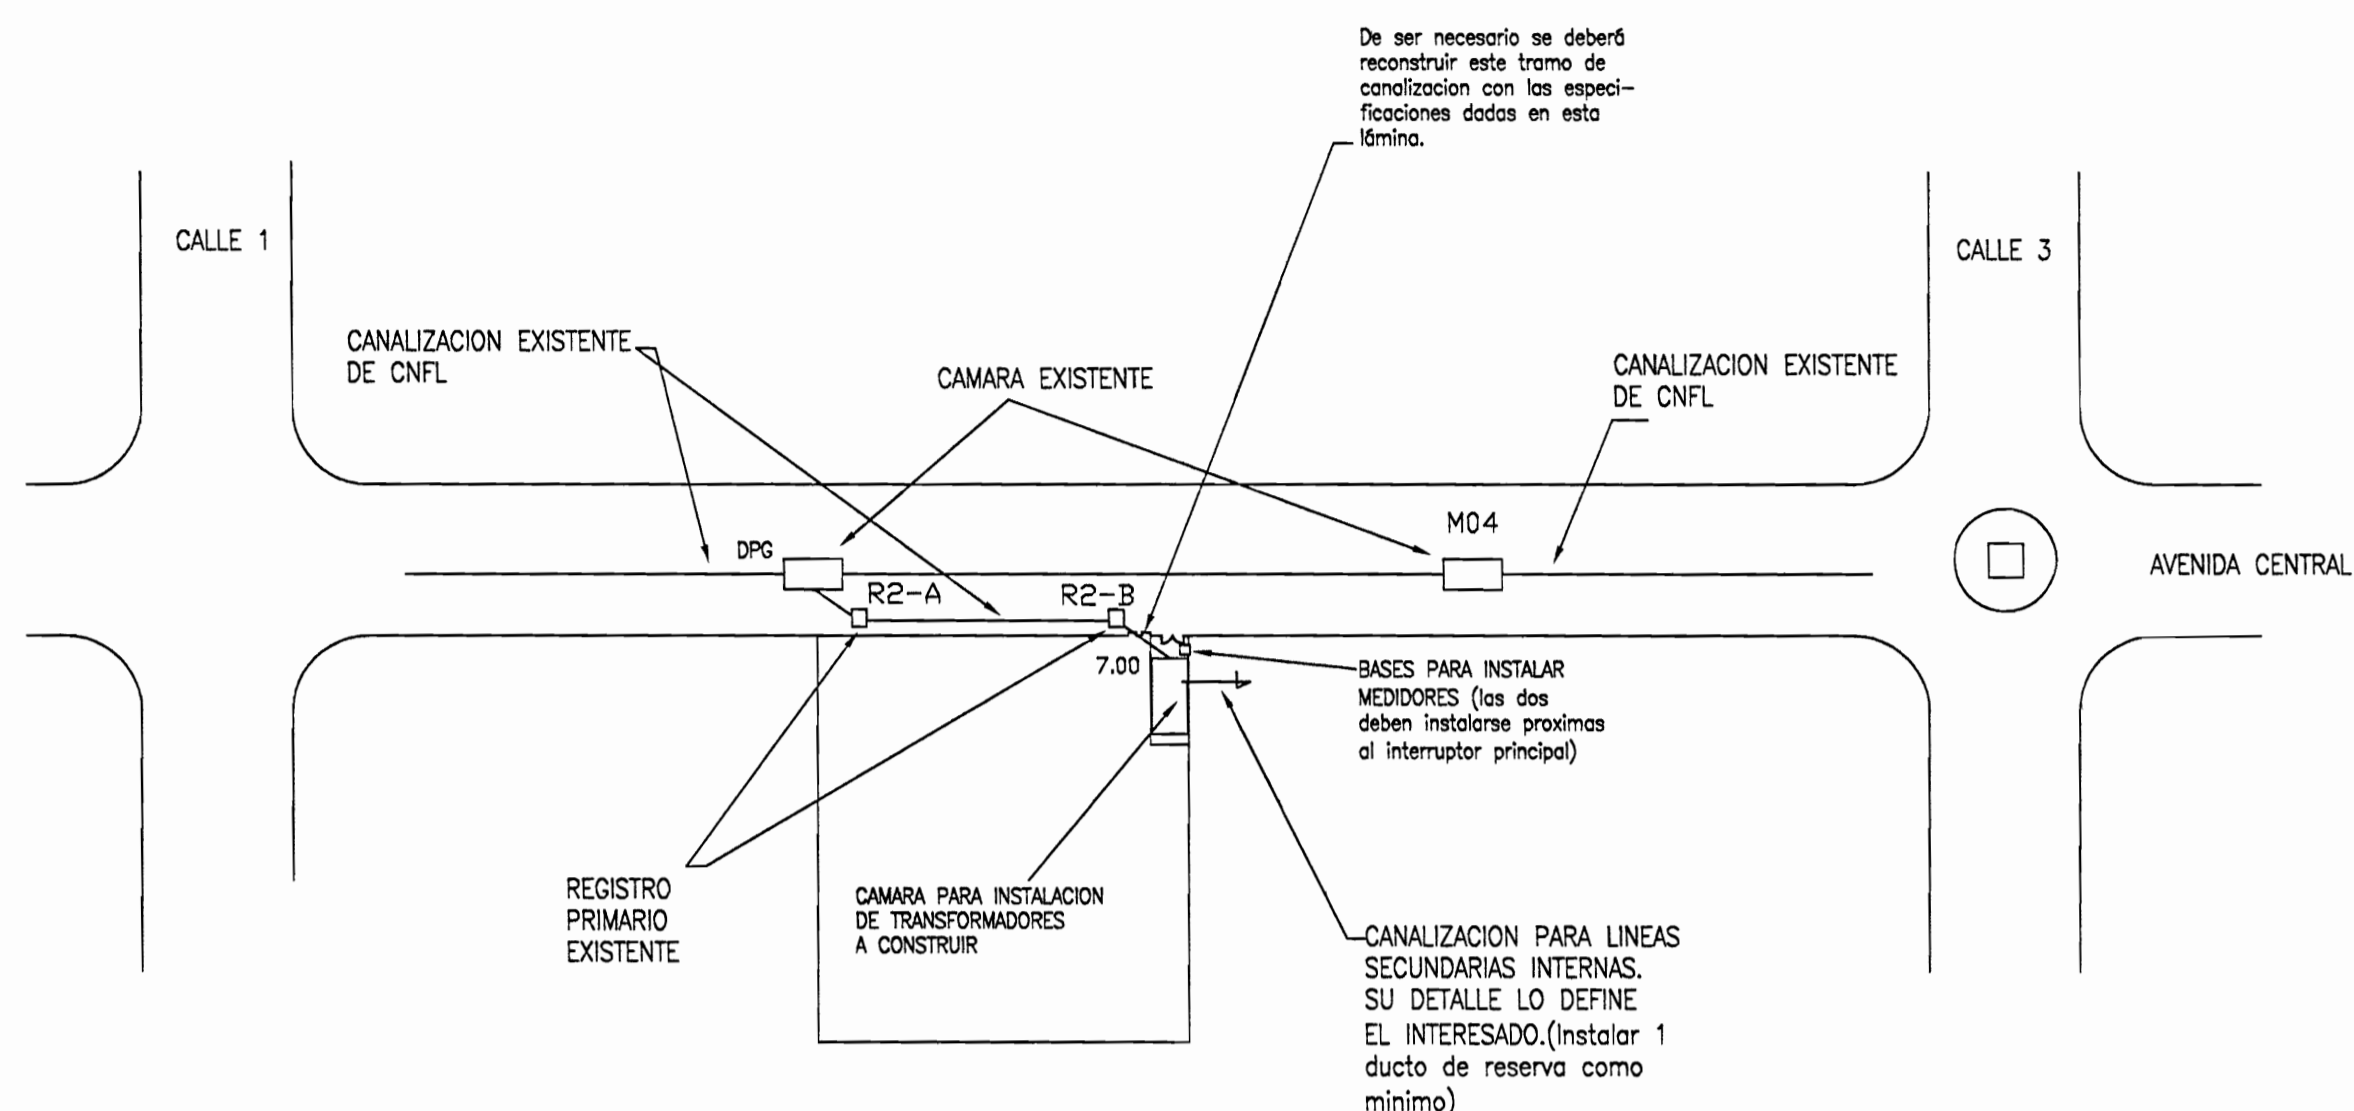 De ser necesario se deberá
reconstruir este tramo de
canalizacion con las especi-
ficaciones dadas en esta
lámina.
CALLE 1
CALLE 3
CANALIZACION EXISTENTE
DE CNFL
CAMARA EXISTENTE
CANALIZACION EXISTENTE
DE CNFL
M04
DPG
AVENIDA CENTRAL
R2-A
R2-B
7.00
BASES PARA INSTALAR
MEDIDORES (las dos
deben instalarse proximas
al interruptor principal)
REGISTRO
PRIMARIO
EXISTENTE
CAMARA PARA INSTALACION
DE TRANSFORMADORES
A CONSTRUIR
CANALIZACION PARA LINEAS
SECUNDARIAS INTERNAS.
SU DETALLE LO DEFINE
EL INTERESADO.(Instalar 1
ducto de reserva como
minimo)